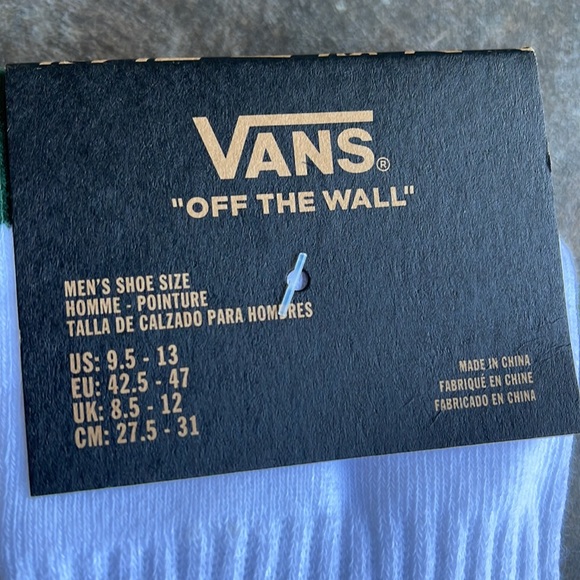 VANS®
"OFF THE WALL"
MEN'S SHOE SIZE
HOMME - POINTURE
TALLA DE CALZADO PARA HOMBRES
US: 9.5 - 13
EU: 42.5 - 47
UK: 8.5 - 12
CM: 27.5 - 31
MADE IN CHINA
FABRIQUÉ EN CHINE
FABRICADO EN CHINA